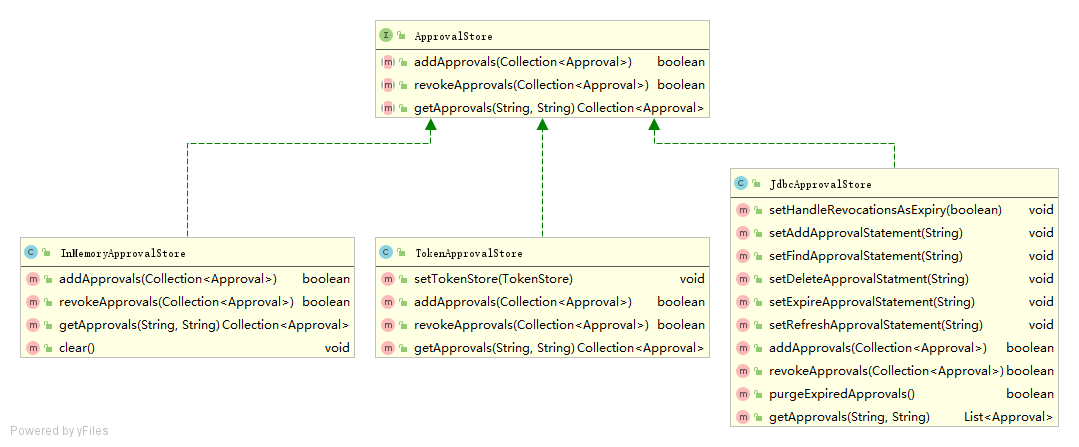 ApprovalStore
addApprovals(Collection<Approval>) boolean
revokeApprovals(Collection<Approval>) boolean
getApprovals(String, String) Collection<Approval>
InMemoryApprovalStore
addApprovals(Collection<Approval>) boolean
revokeApprovals(Collection<Approval>) boolean
getApprovals(String, String) Collection<Approval>
clear() void
TokenApprovalStore
setTokenStore(TokenStore) void
addApprovals(Collection<Approval>) boolean
revokeApprovals(Collection<Approval>) boolean
getApprovals(String, String) Collection<Approval>
JdbcApprovalStore
setHandleRevocationsAsExpiry(boolean) void
setAddApprovalStatement(String) void
setFindApprovalStatement(String) void
setDeleteApprovalStatment(String) void
setExpireApprovalStatement(String) void
setRefreshApprovalStatement(String) void
addApprovals(Collection<Approval>) boolean
revokeApprovals(Collection<Approval>) boolean
purgeExpiredApprovals() boolean
getApprovals(String, String) List<Approval>
Powered by yFiles